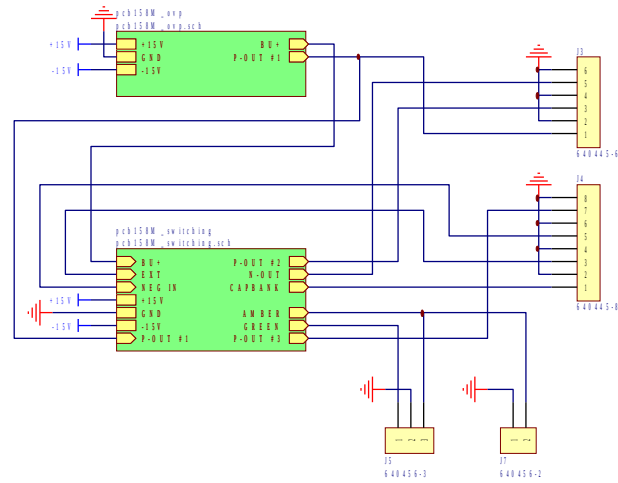 pcb158M_ovp
pcb158M_ovp.sch
+15V
GND
-15V
BU+
P-OUT #1
+15V
-15V
J3
6
5
4
3
2
1
640445-6
J4
8
7
6
5
4
3
2
1
640445-8
pcb158M_switching
pcb158M_switching.sch
BU+
EXT
NEG IN
+15V
GND
-15V
P-OUT #1
P-OUT #2
N-OUT
CAPBANK
AMBER
GREEN
P-OUT #3
+15V
-15V
1
2
3
J5
640456-3
1
2
J7
640456-2